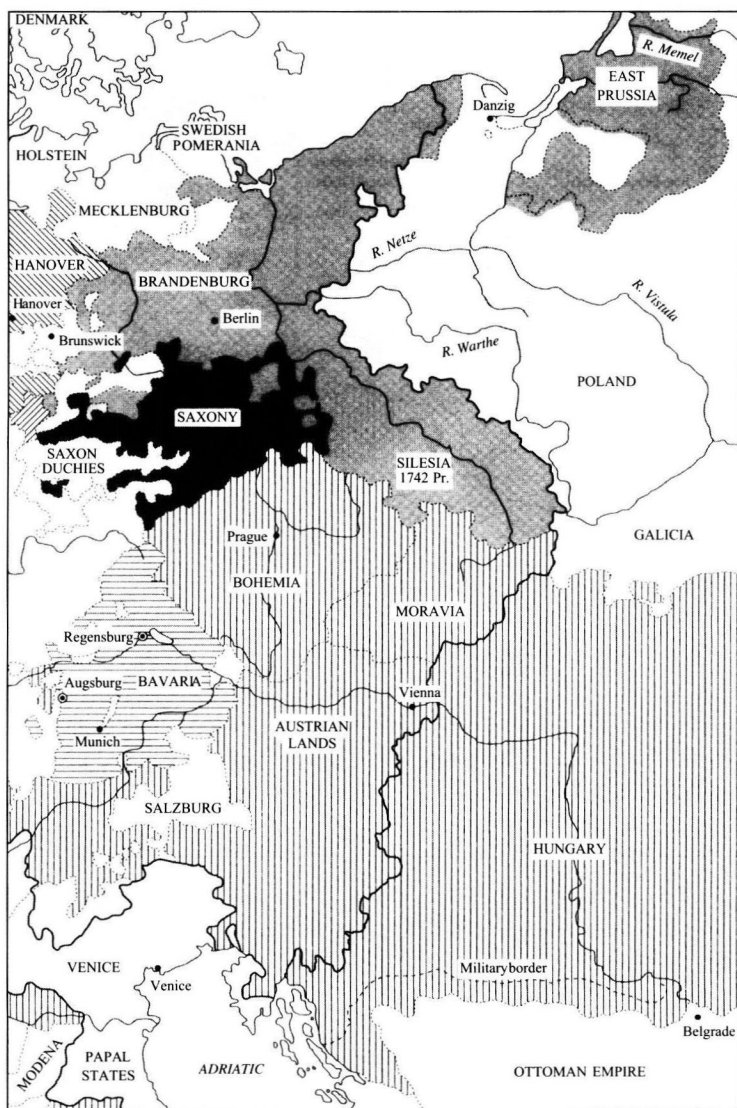 DENMARK
R. Memel
EAST
PRUSSIA
Danzig
SWEDISH
POMERANIA
HOLSTEIN
MECKLENBURG
R. Netze
HANOVER
BRANDENBURG
Hanover
Berlin
R. Vistula
Brunswick
R. Warthe
POLAND
SAXONY
SAXON
DUCHIES
SILESIA
1742 Pr.
Prague
GALICIA
BOHEMIA
MORAVIA
Regensburg
Augsburg
BAVARIA
Vienna
Munich
AUSTRIAN
LANDS
SALZBURG
HUNGARY
VENICE
Venice
Militaryborder
Belgrade
MODENA
PAPAL
STATES
ADRIATIC
OTTOMAN EMPIRE